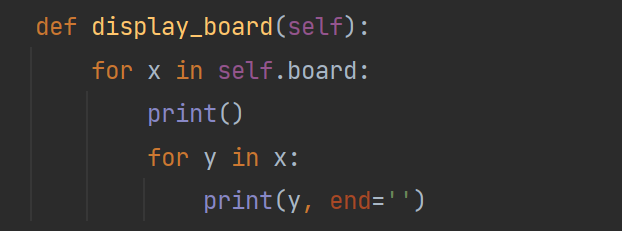 def display_board(self):
    for x in self.board:
        print()
        for y in x:
            print(y, end='')